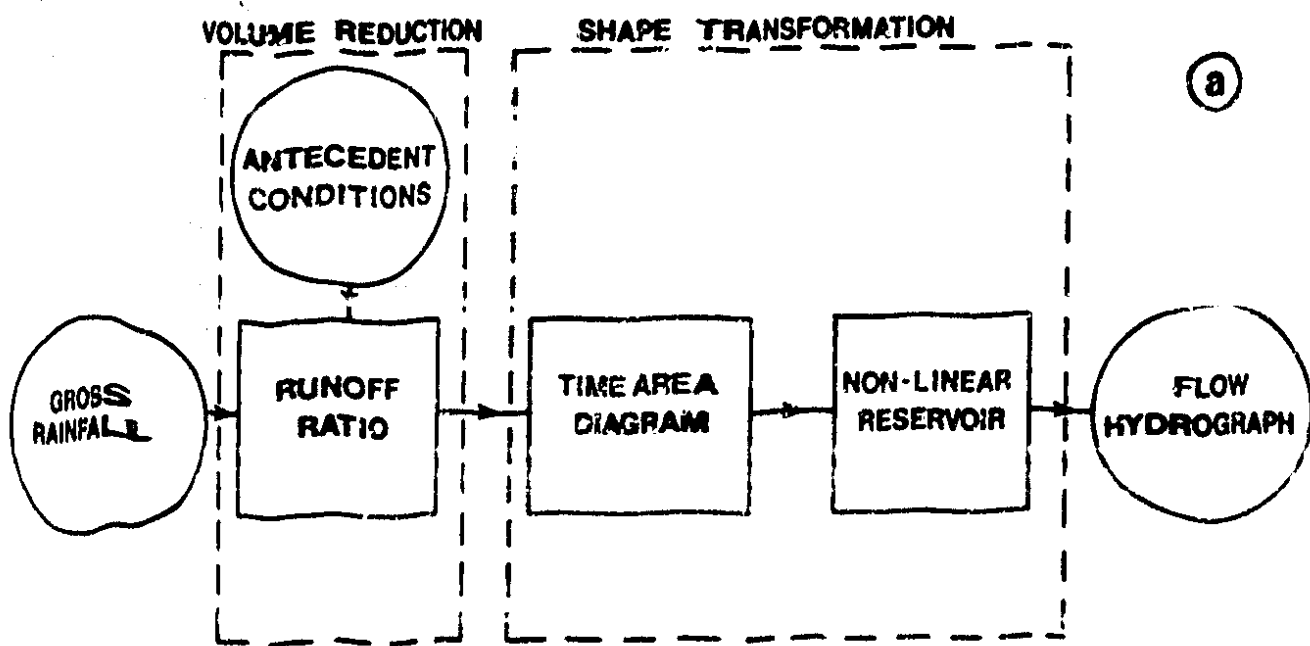 VOLUME REDUCTION
SHAPE TRANSFORMATION
a
ANTECEDENT
CONDITIONS
GROSS
RAINFALL
RUNOFF
RATIO
TIME AREA
DIAGRAM
NON-LINEAR
RESERVOIR
FLOW
HYDROGRAPH